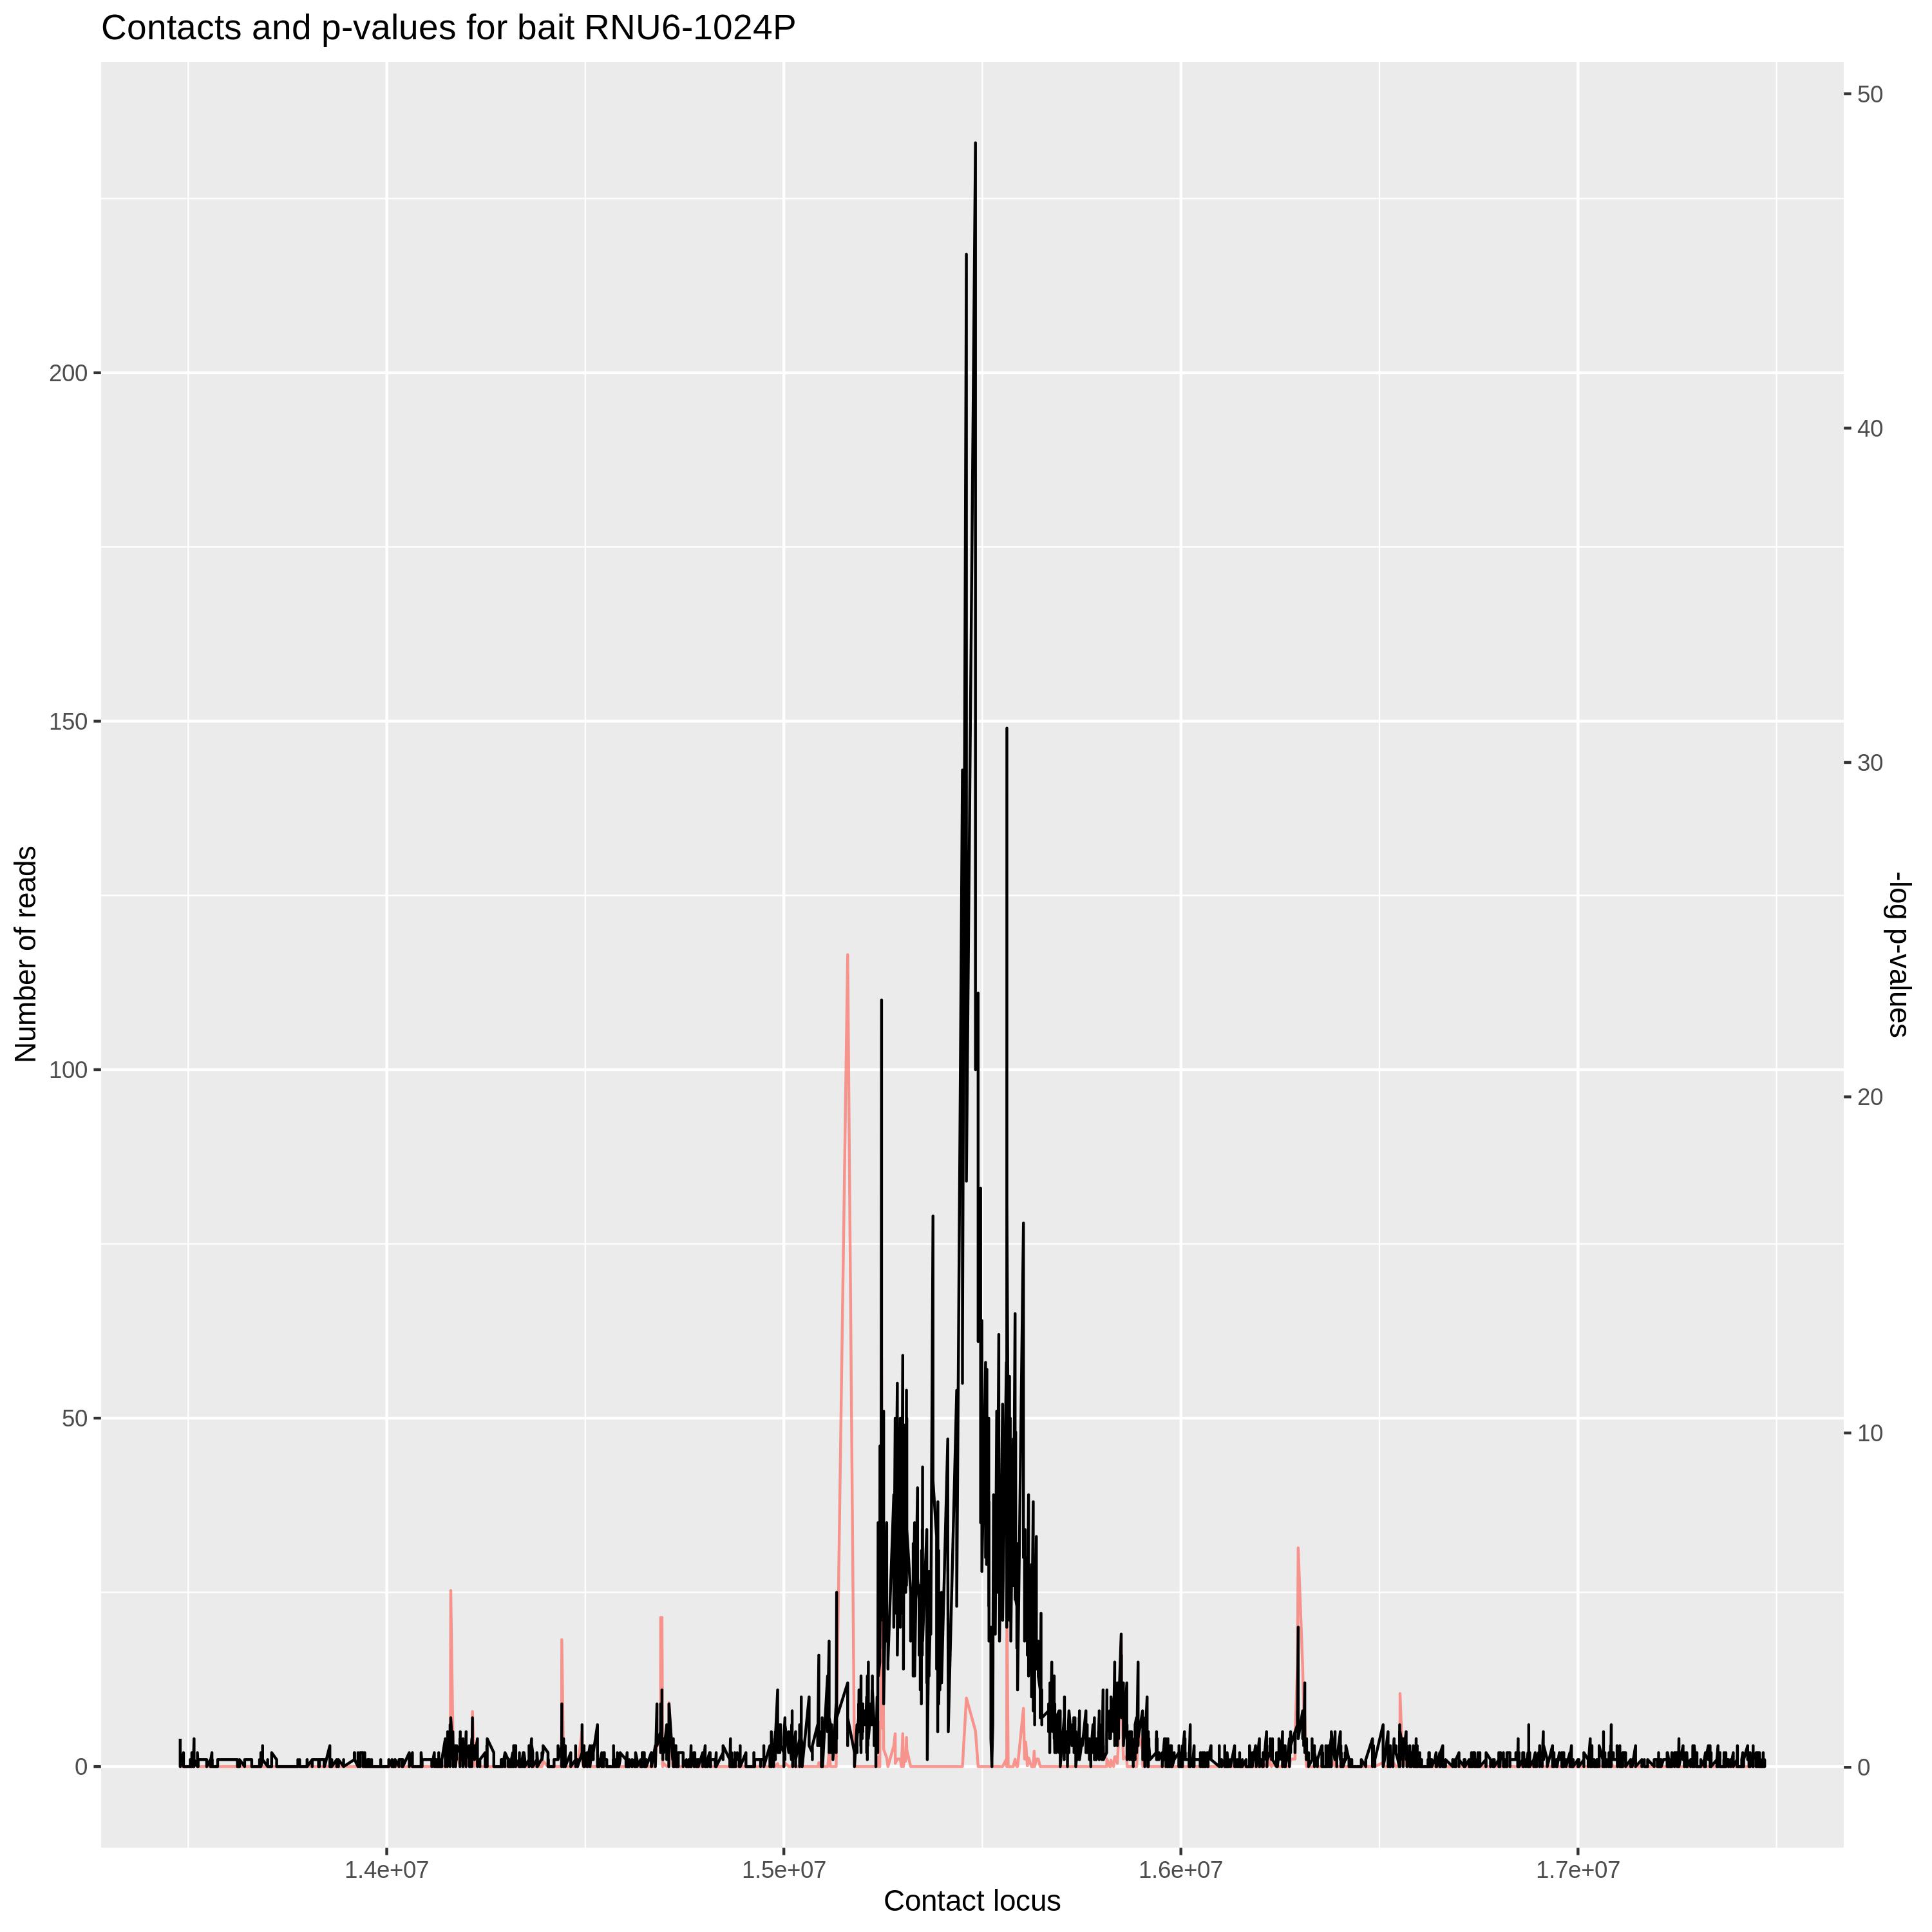 Contacts and p-values for bait RNU6-1024P
Number of reads
200
150
100
50
0
50
40
30
20
10
0
-log p-values
1.4e+07
1.5e+07
1.6e+07
1.7e+07
Contact locus